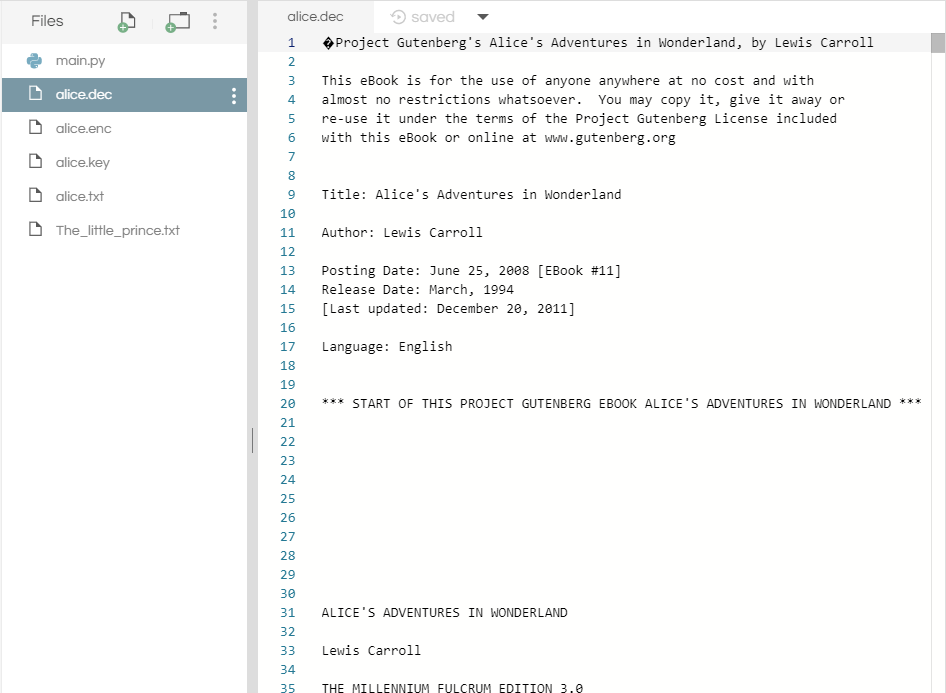 Files
main.py
alice.dec
alice.enc
alice.key
alice.txt
The_little_prince.txt
alice.dec saved
1 �Project Gutenberg's Alice's Adventures in Wonderland, by Lewis Carroll
2
3 This eBook is for the use of anyone anywhere at no cost and with
4 almost no restrictions whatsoever.  You may copy it, give it away or
5 re-use it under the terms of the Project Gutenberg License included
6 with this eBook or online at www.gutenberg.org
7
8
9 Title: Alice's Adventures in Wonderland
10
11 Author: Lewis Carroll
12
13 Posting Date: June 25, 2008 [EBook #11]
14 Release Date: March, 1994
15 [Last updated: December 20, 2011]
16
17 Language: English
18
19
20 *** START OF THIS PROJECT GUTENBERG EBOOK ALICE'S ADVENTURES IN WONDERLAND ***
21
22
23
24
25
26
27
28
29
30
31 ALICE'S ADVENTURES IN WONDERLAND
32
33 Lewis Carroll
34
35 THE MILLENNIUM FULCRUM EDITION 3.0